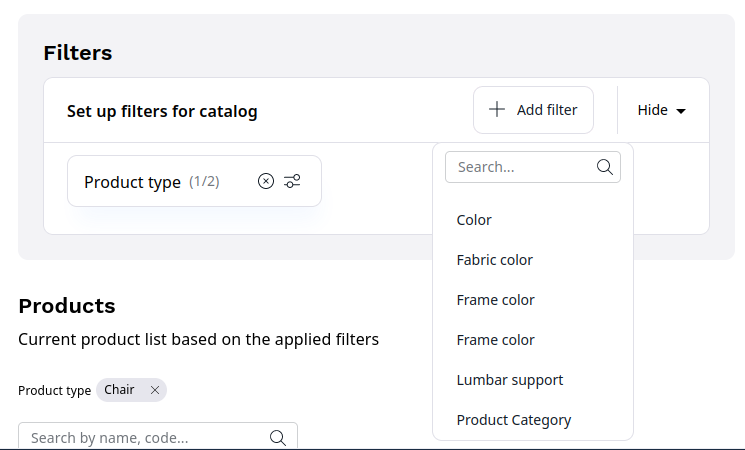 Filters
Set up filters for catalog
Add filter
Hide
Product type (1/2)
Search...
Color
Fabric color
Frame color
Frame color
Lumbar support
Product Category
Products
Current product list based on the applied filters
Product type Chair
Search by name, code...